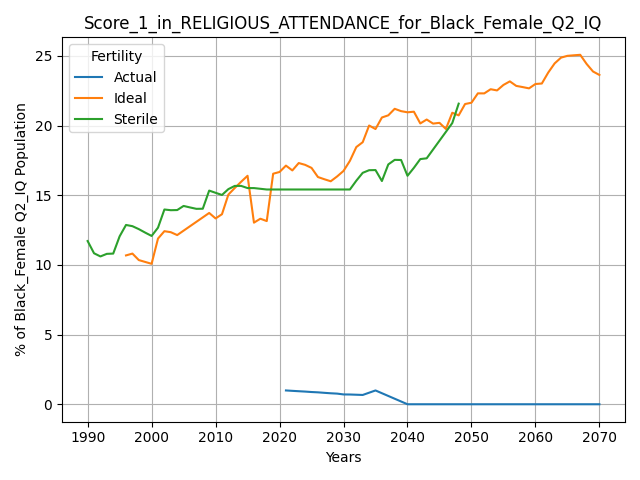 Score_1_in_RELIGIOUS_ATTENDANCE_for_Black_Female_Q2_IQ
Fertility
Actual
Ideal
Sterile
% of Black_Female Q2_IQ Population
25
20
15
10
5
0
1990 2000 2010 2020 2030 2040 2050 2060 2070
Years